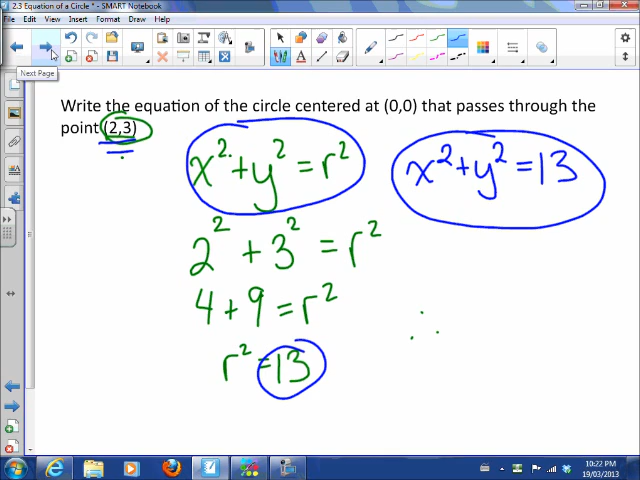 2.3 Equation of a Circle * - SMART Notebook
File Edit View Insert Format Draw Help
Next Page
Write the equation of the circle centered at (0,0) that passes through the
point (2,3)
x² + y² = r²
x² + y² = 13
2² + 3² = r²
4 + 9 = r²
r² = 13
10:22 PM
19/03/2013